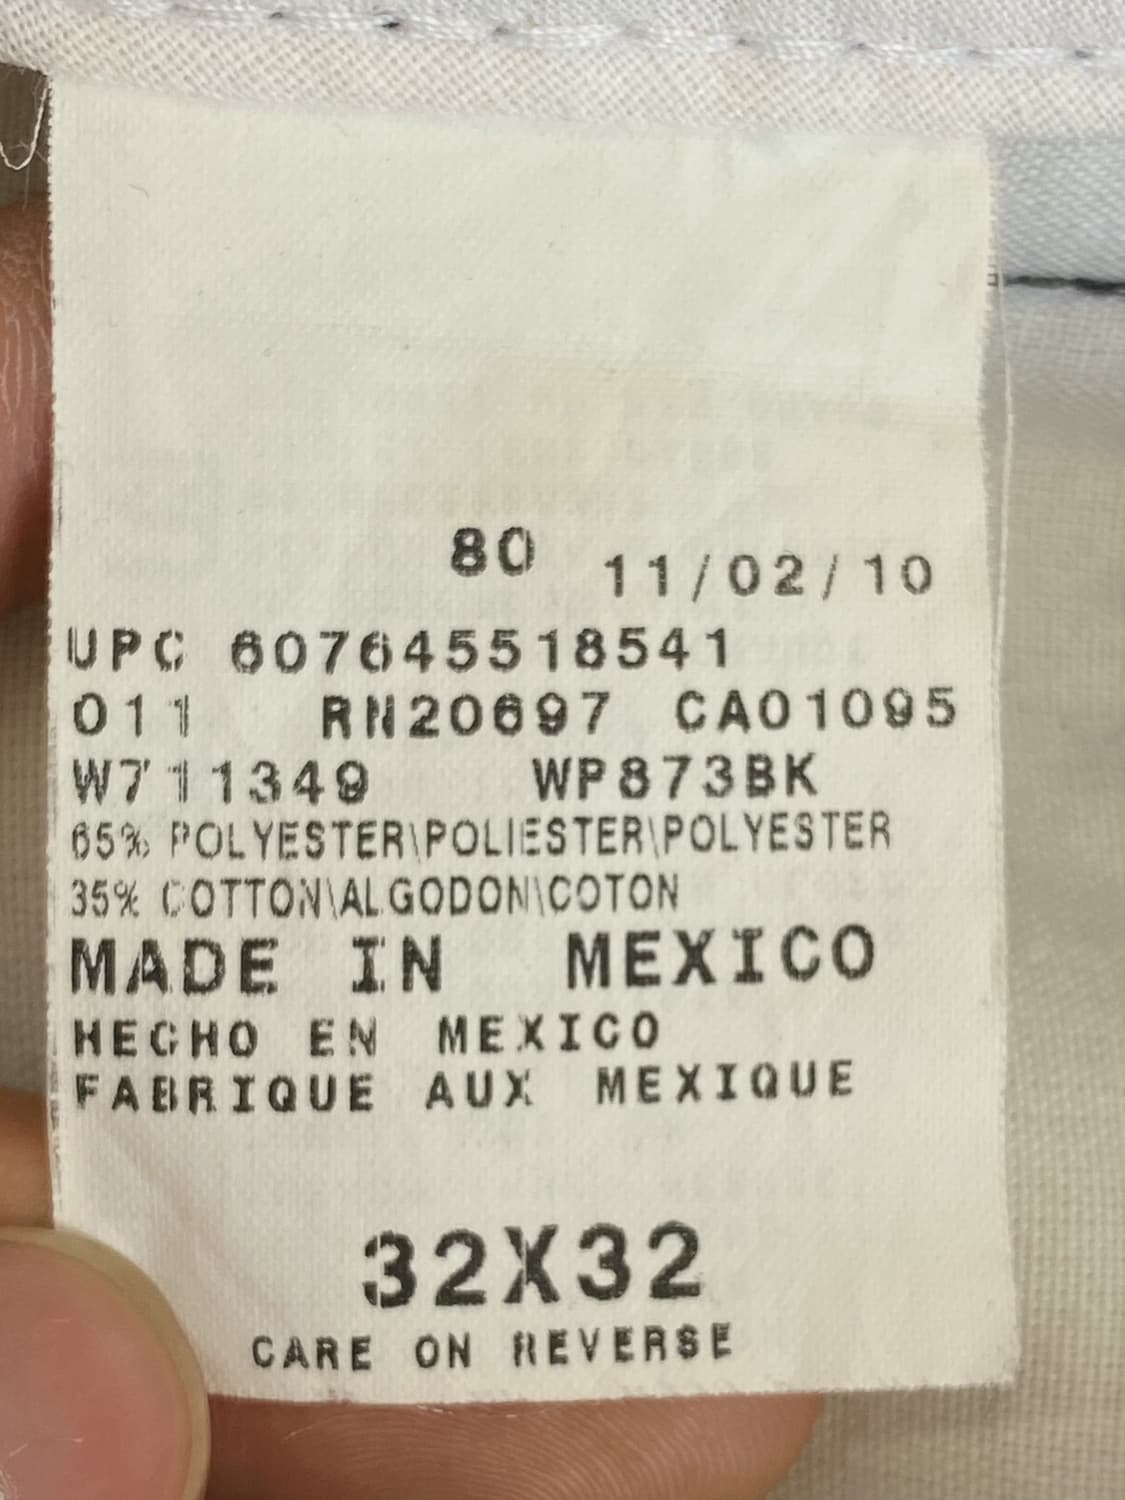 80 11/02/10
UPC 607645518541
011 RN20697 CA01095
W711349 WP873BK
65% POLYESTER\POLIESTER\POLYESTER
35% COTTON\ALGODON\COTON
MADE IN MEXICO
HECHO EN MEXICO
FABRIQUE AUX MEXIQUE
32X32
CARE ON REVERSE